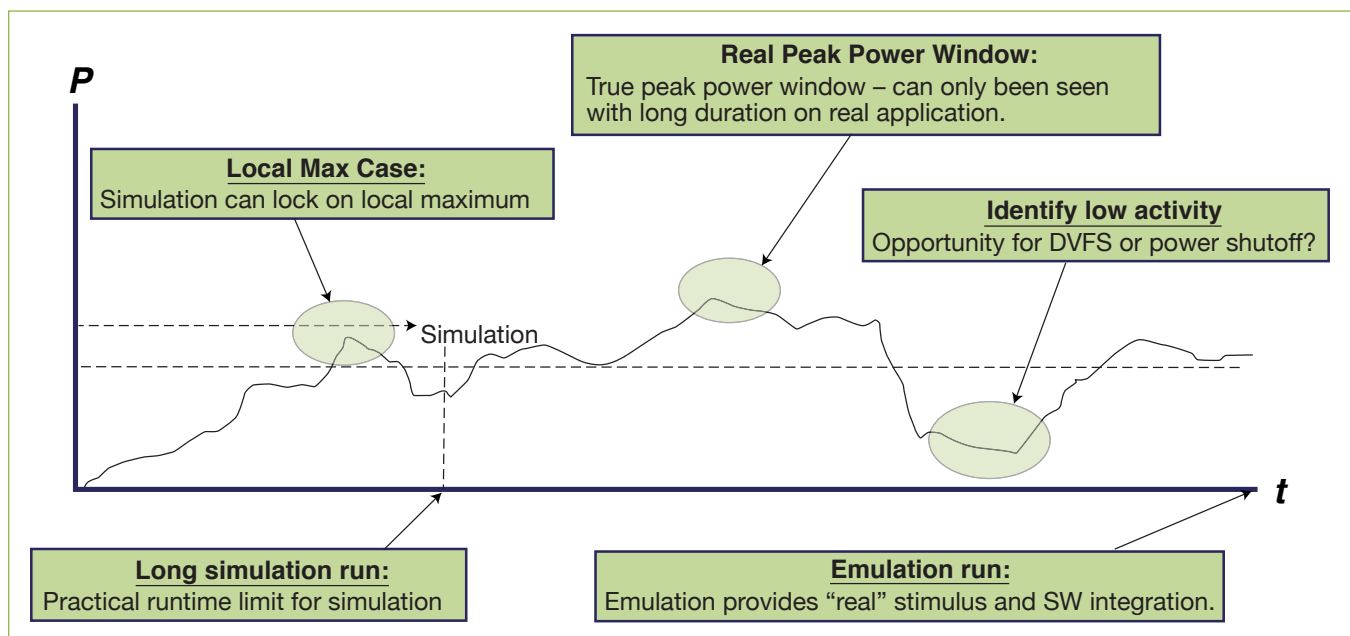 P
Real Peak Power Window:
True peak power window – can only been seen
with long duration on real application.
Local Max Case:
Simulation can lock on local maximum
Identify low activity
Opportunity for DVFS or power shutoff?
Simulation
t
Long simulation run:
Practical runtime limit for simulation
Emulation run:
Emulation provides “real” stimulus and SW integration.